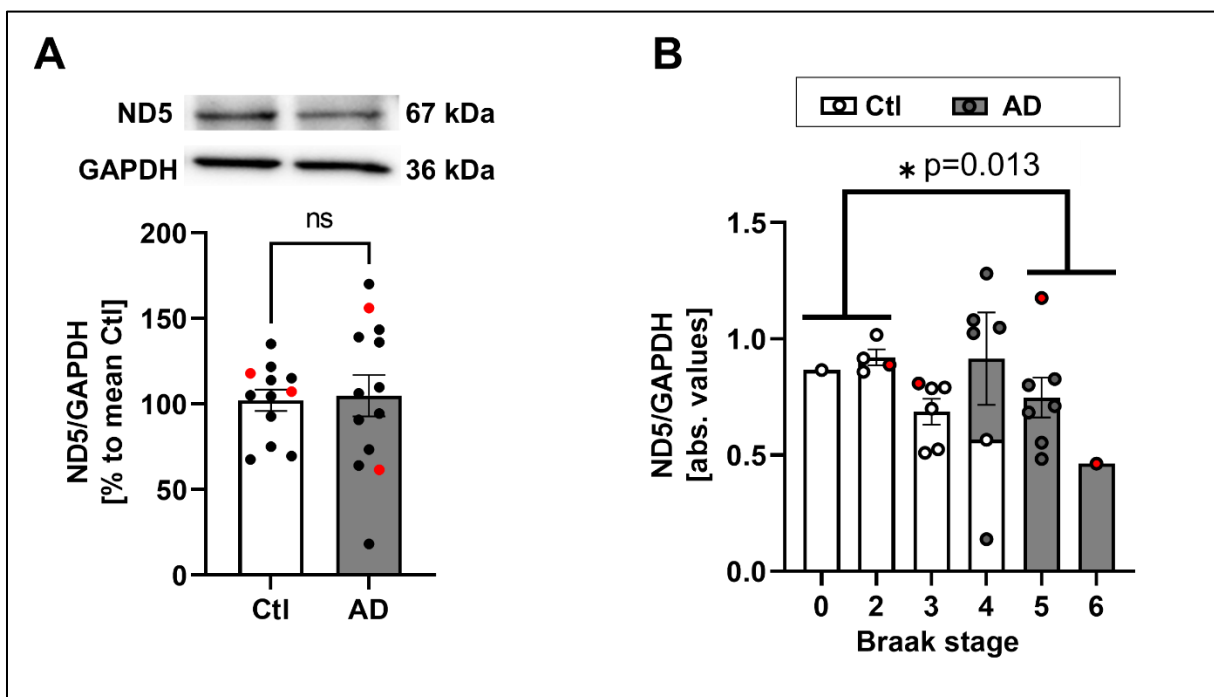 A
ND5 67 kDa
GAPDH 36 kDa
ns
ND5/GAPDH
[% to mean Ctl]
200
150
100
50
0
Ctl AD
B
Ctl AD
* p=0.013
ND5/GAPDH
[abs. values]
1.5
1.0
0.5
0.0
0 2 3 4 5 6
Braak stage